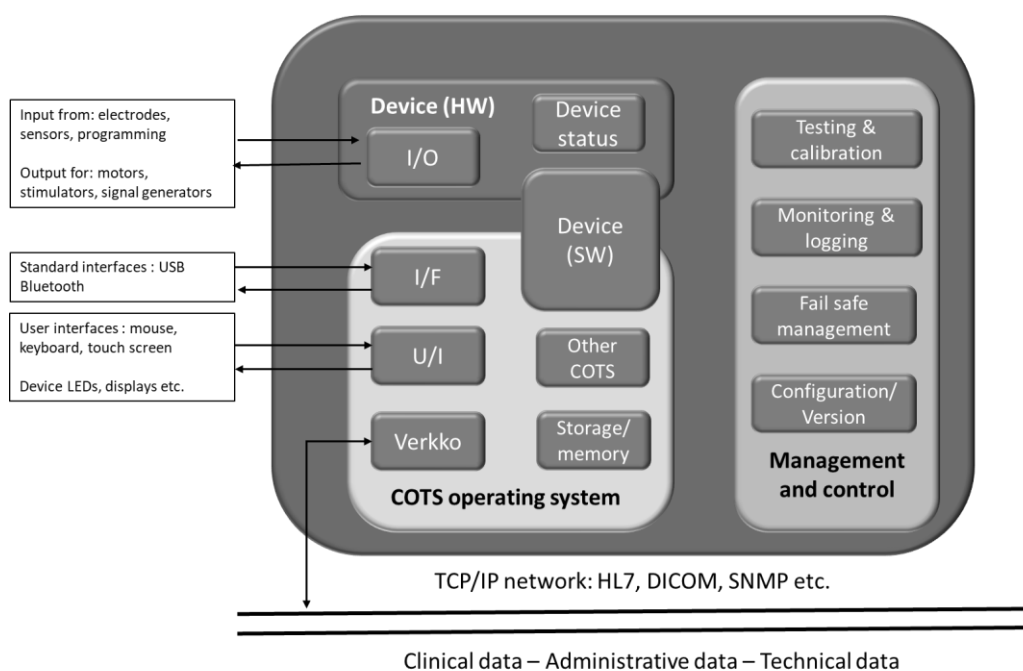 Input from: electrodes,
sensors, programming
Output for: motors,
stimulators, signal generators
Standard interfaces : USB
Bluetooth
User interfaces : mouse,
keyboard, touch screen
Device LEDs, displays etc.
Device (HW)
I/O
Device
status
Device
(SW)
I/F
U/I
Other
COTS
Verkko
Storage/
memory
COTS operating system
Testing &
calibration
Monitoring &
logging
Fail safe
management
Configuration/
Version
Management
and control
TCP/IP network: HL7, DICOM, SNMP etc.
Clinical data – Administrative data – Technical data